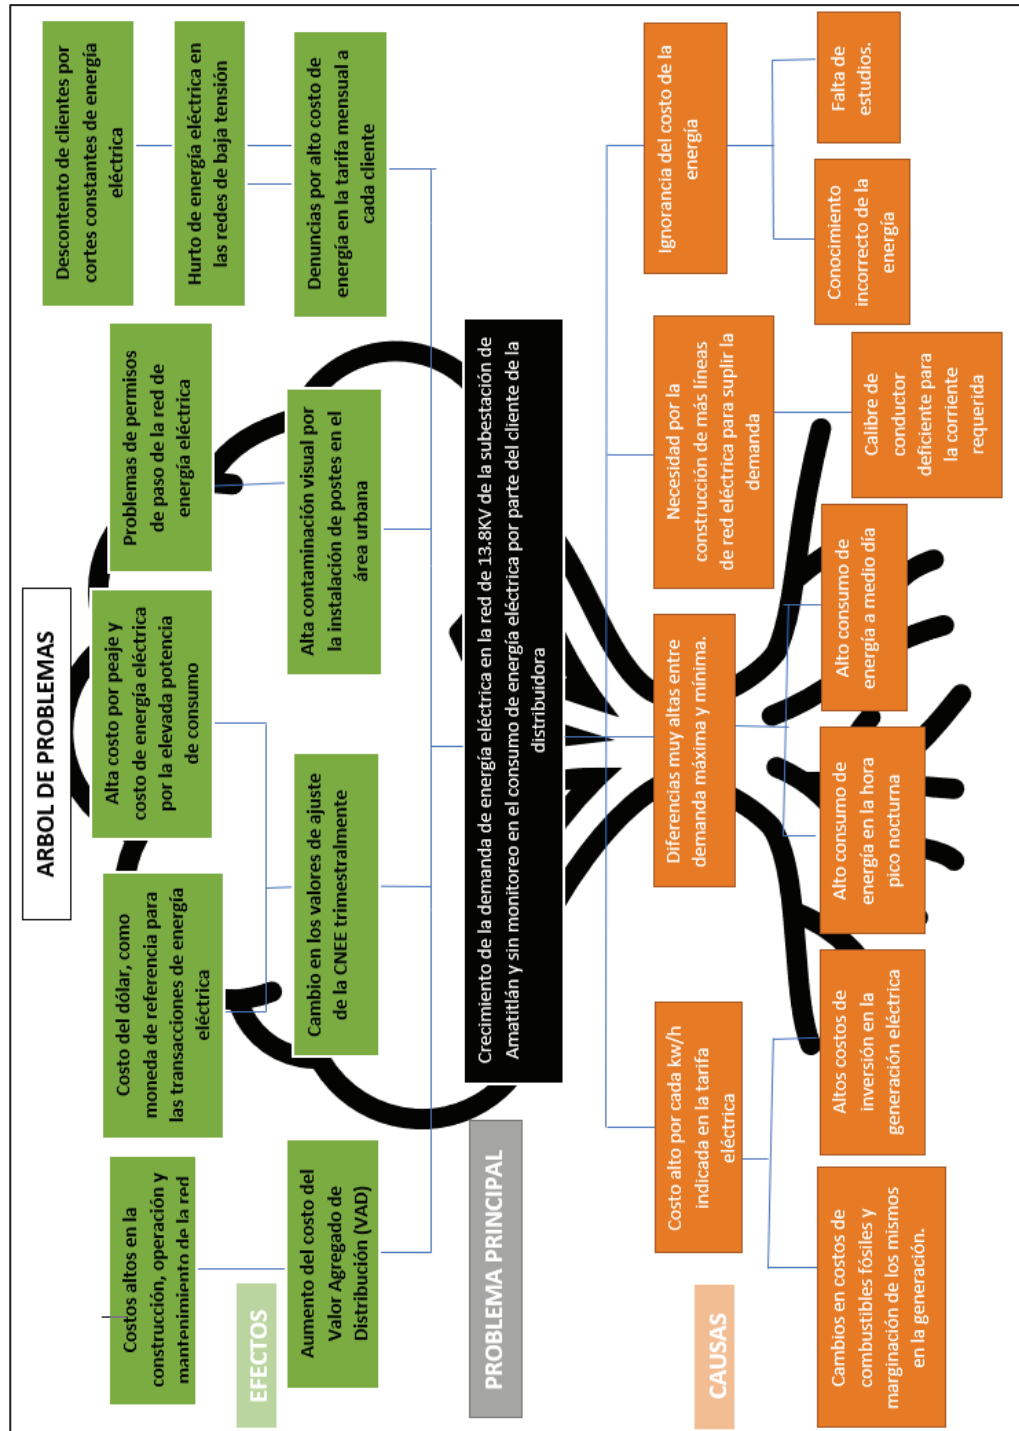 ARBOL DE PROBLEMAS
Costos altos en la
construcción, operación y
mantenimiento de la red
Costo del dólar, como
moneda de referencia para
las transacciones de energía
eléctrica
Alta costo por peaje y
costo de energía eléctrica
por la elevada potencia
de consumo
Problemas de permisos
de paso de la red de
energía eléctrica
Descontento de clientes por
cortes constantes de energía
eléctrica
Hurto de energía eléctrica en
las redes de baja tensión
EFECTOS
Aumento del costo del
Valor Agregado de
Distribución (VAD)
Cambio en los valores de ajuste
de la CNEE trimestralmente
Alta contaminación visual por
la instalación de postes en el
área urbana
Denuncias por alto costo de
energía en la tarifa mensual a
cada cliente
PROBLEMA PRINCIPAL
Crecimiento de la demanda de energía eléctrica en la red de 13.8KV de la subestación de
Amatitlán y sin monitoreo en el consumo de energía eléctrica por parte del cliente de la
distribuidora
CAUSAS
Costo alto por cada kw/h
indicada en la tarifa
eléctrica
Diferencias muy altas entre
demanda máxima y mínima.
Necesidad por la
construcción de más líneas
de red eléctrica para suplir la
demanda
Ignorancia del costo de la
energía
Cambios en costos de
combustibles fósiles y
marginación de los mismos
en la generación.
Altos costos de
inversión en la
generación eléctrica
Alto consumo de
energía en la hora
pico nocturna
Alto consumo de
energía a medio día
Calibre de
conductor
deficiente para
la corriente
requerida
Conocimiento
incorrecto de la
energía
Falta de
estudios.